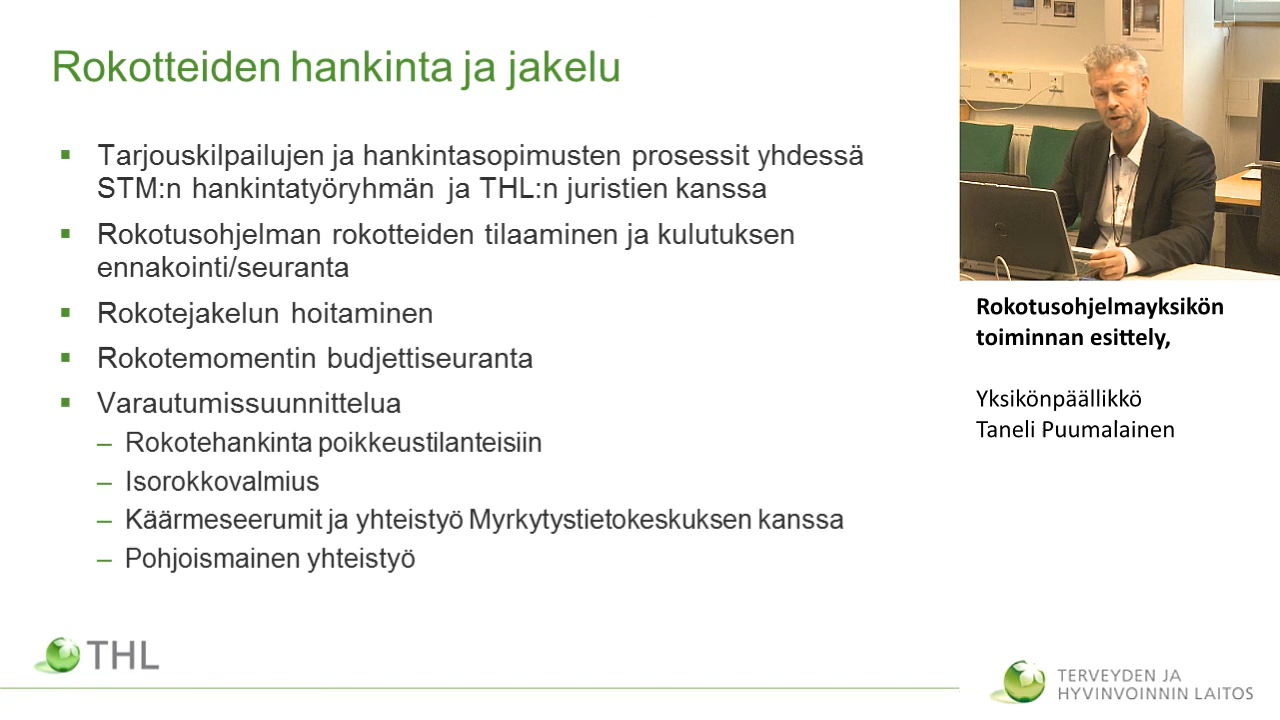 Rokotteiden hankinta ja jakelu
Tarjouskilpailujen ja hankintasopimusten prosessit yhdessä
STM:n hankintatyöryhmän ja THL:n juristien kanssa
Rokotusohjelman rokotteiden tilaaminen ja kulutuksen
ennakointi/seuranta
Rokotejakelun hoitaminen
Rokotemomentin budjettiseuranta
Varautumissuunnittelua
– Rokotehankinta poikkeustilanteisiin
– Isorokkovalmius
– Käärmeseerumit ja yhteistyö Myrkytystietokeskuksen kanssa
– Pohjoismainen yhteistyö
THL
Rokotusohjelmayksikön
toiminnan esittely,
Yksikönpäällikkö
Taneli Puumalainen
TERVEYDEN JA
HYVINVOINNIN LAITOS